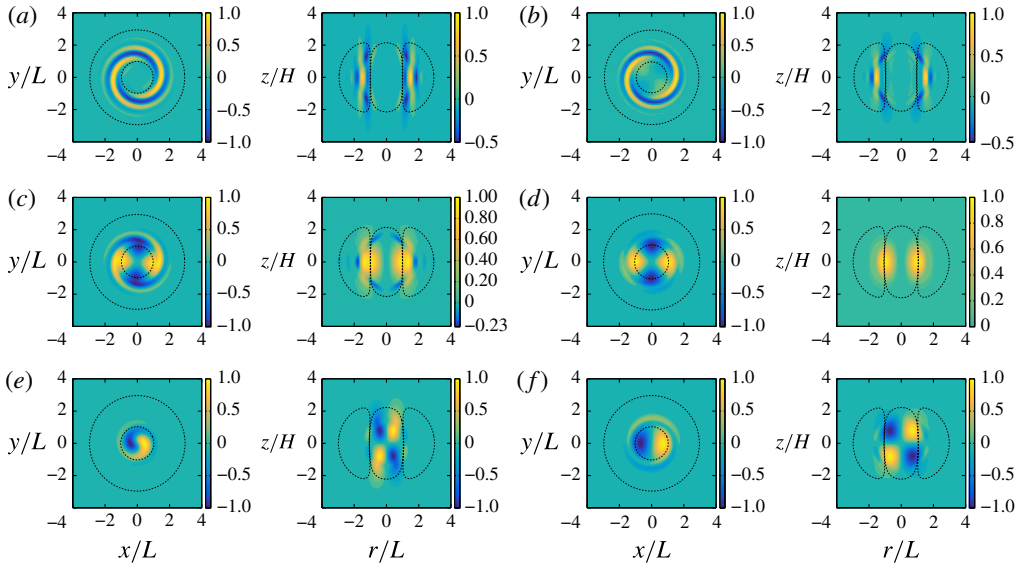 (a) (b)
4 1.0 4 1.0 4 1.0 4 1.0
2 0.5 2 0.5 2 0.5 2 0.5
y/L 0 0 z/H 0 y/L 0 0 z/H 0
−2 −0.5 −2 0 −2 −0.5 −2 0
−4 −1.0 −0.5 −1.0 −0.5
−4 −2 0 2 4 −4 −2 0 2 4 −4 −2 0 2 4 −4 −2 0 2 4
(c) (d)
4 1.0 4 1.00 4 1.0 4 1.0
2 0.5 2 0.80 2 0.5 2 0.8
y/L 0 0 z/H 0 0.60 0.40 y/L 0 0 z/H 0 0.6 0.4
−2 −0.5 −2 0.20 0 −2 −0.5 −2 0.2
−4 −1.0 −0.23 −1.0 0
−4 −2 0 2 4 −4 −2 0 2 4 −4 −2 0 2 4 −4 −2 0 2 4
(e) (f)
4 1.0 4 1.0 4 1.0 4 1.0
2 0.5 2 0.5 2 0.5 2 0.5
y/L 0 0 z/H 0 0 y/L 0 0 z/H 0 0
−2 −0.5 −2 −0.5 −2 −0.5 −2 −0.5
−4 −1.0 −1.0 −1.0 −1.0
−4 −2 0 2 4 −4 −2 0 2 4 −4 −2 0 2 4 −4 −2 0 2 4
x/L r/L x/L r/L